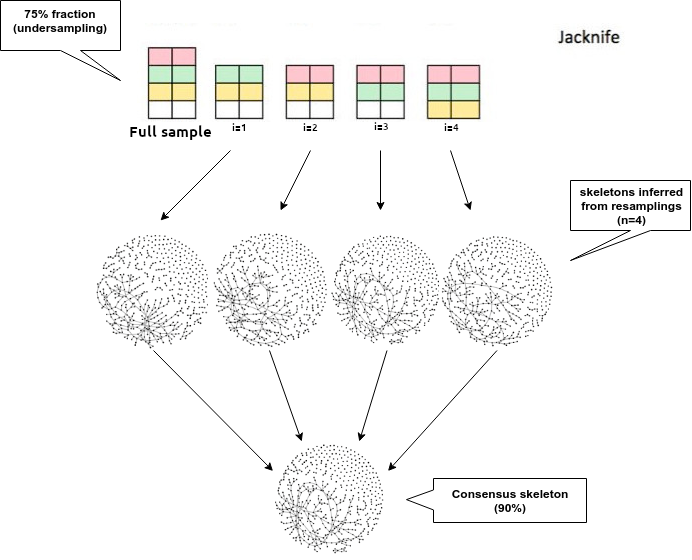 75% fraction
(undersampling)
Jacknife
Full sample
i=1
i=2
i=3
i=4
skeletons inferred
from resamplings
(n=4)
Consensus skeleton
(90%)